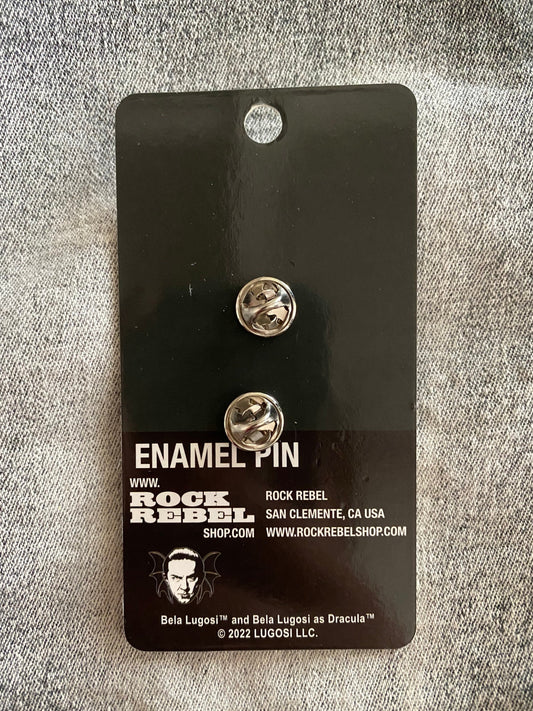 ENAMEL PIN
WWW.
ROCK
REBEL
SHOP.COM
ROCK REBEL
SAN CLEMENTE, CA USA
WWW.ROCKREBELSHOP.COM
Bela Lugosi™ and Bela Lugosi as Dracula™
© 2022 LUGOSI LLC.